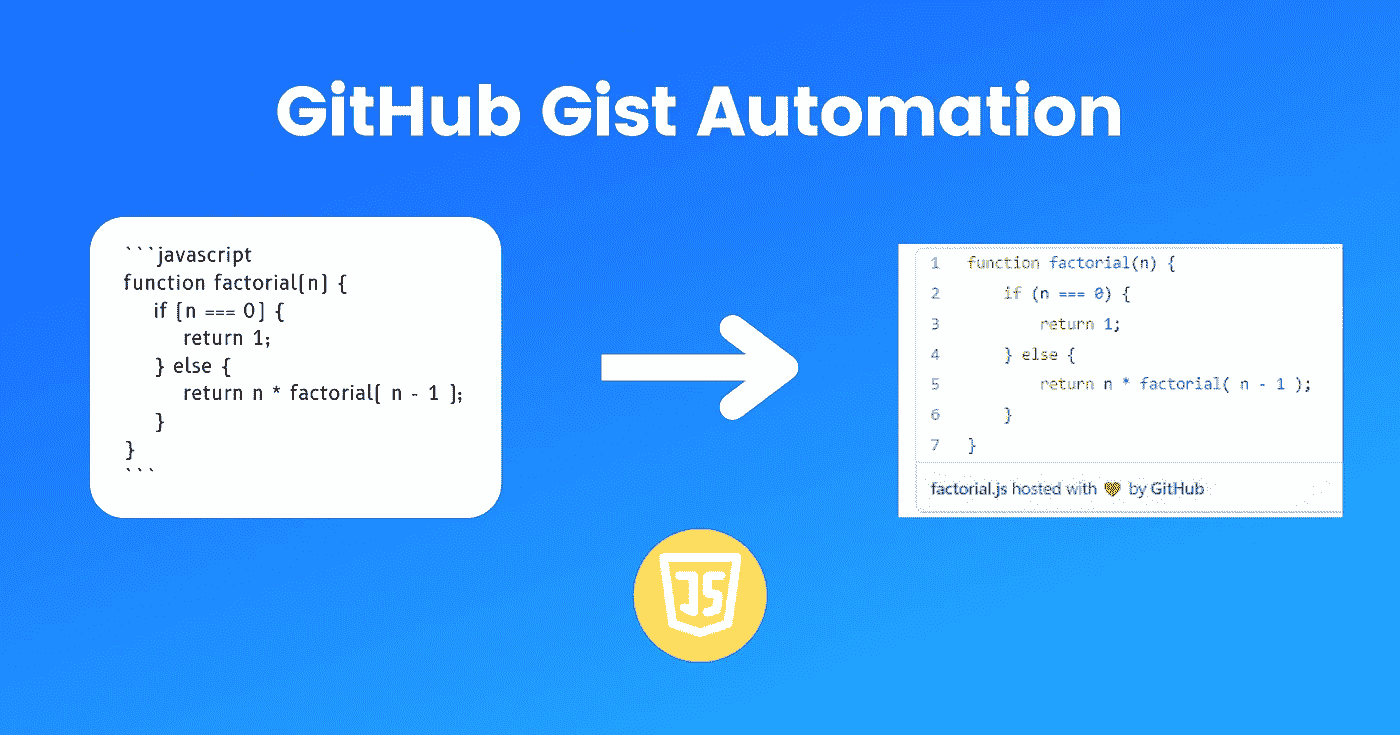 GitHub Gist Automation
```javascript
function factorial(n) {
if (n === 0) {
return 1;
} else {
return n * factorial( n - 1 );
}
}
```
1 function factorial(n) {
2 if (n === 0) {
3 return 1;
4 } else {
5 return n * factorial( n - 1 );
6 }
7 }
factorial.js hosted with 🧡 by GitHub
JS